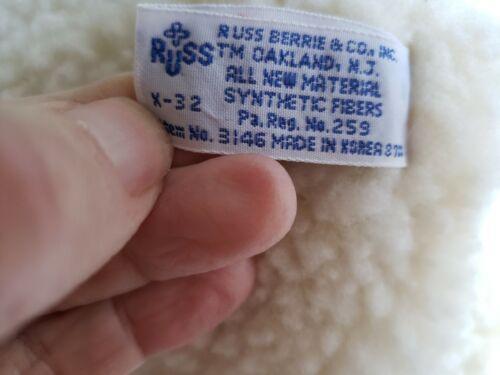 RUSS
RUSS BERRIE & CO., INC.
TM OAKLAND, N.J.
ALL NEW MATERIAL
X-32 SYNTHETIC FIBERS
Pa. Reg. No. 259
Item No. 3146 MADE IN KOREA